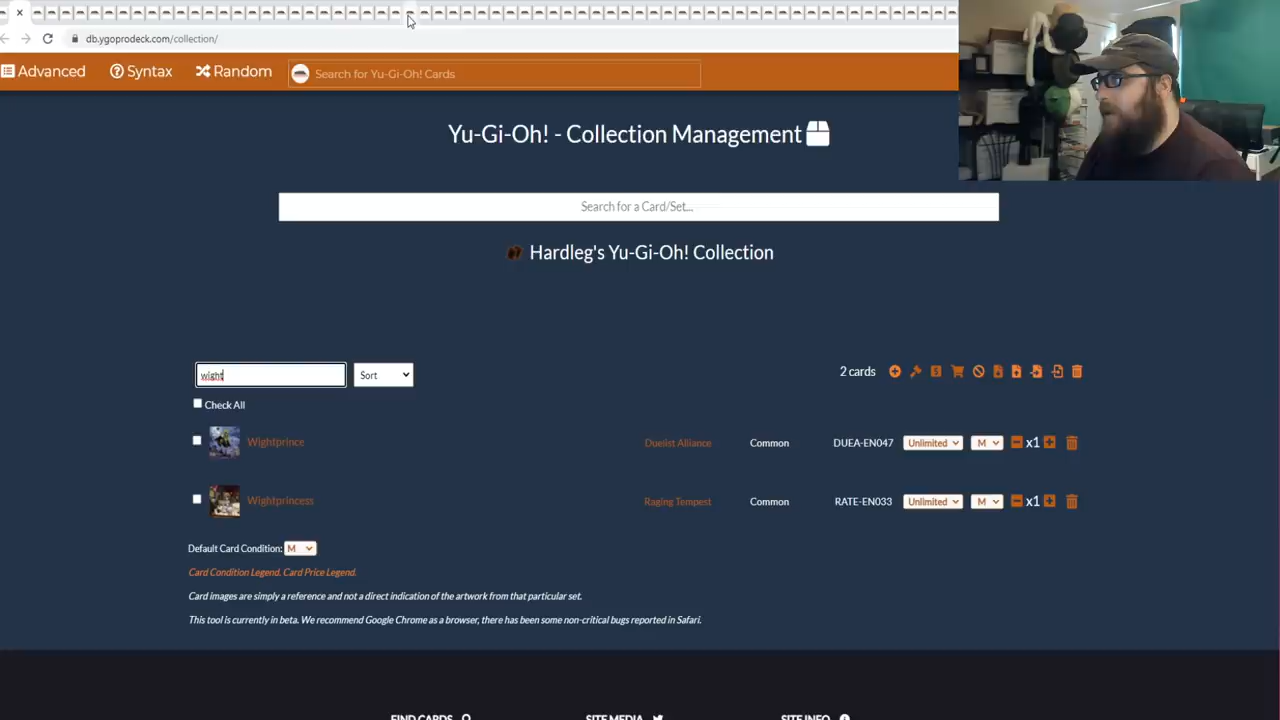 db.ygoprodeck.com/collection/
Advanced
Syntax
Random
Search for Yu-Gi-Oh! Cards
Yu-Gi-Oh! - Collection Management
Search for a Card/Set...
Hardleg's Yu-Gi-Oh! Collection
wight
Sort
2 cards
Check All
Wightprince Duelist Alliance Common DUEA-EN047 Unlimited M x1
Wightprincess Raging Tempest Common RATE-EN033 Unlimited M x1
Default Card Condition: M
Card Condition Legend. Card Price Legend.
Card images are simply a reference and not a direct indication of the artwork from that particular set.
This tool is currently in beta. We recommend Google Chrome as a browser, there has been some non-critical bugs reported in Safari.
FIND CARDS SITE MEDIA SITE INFO